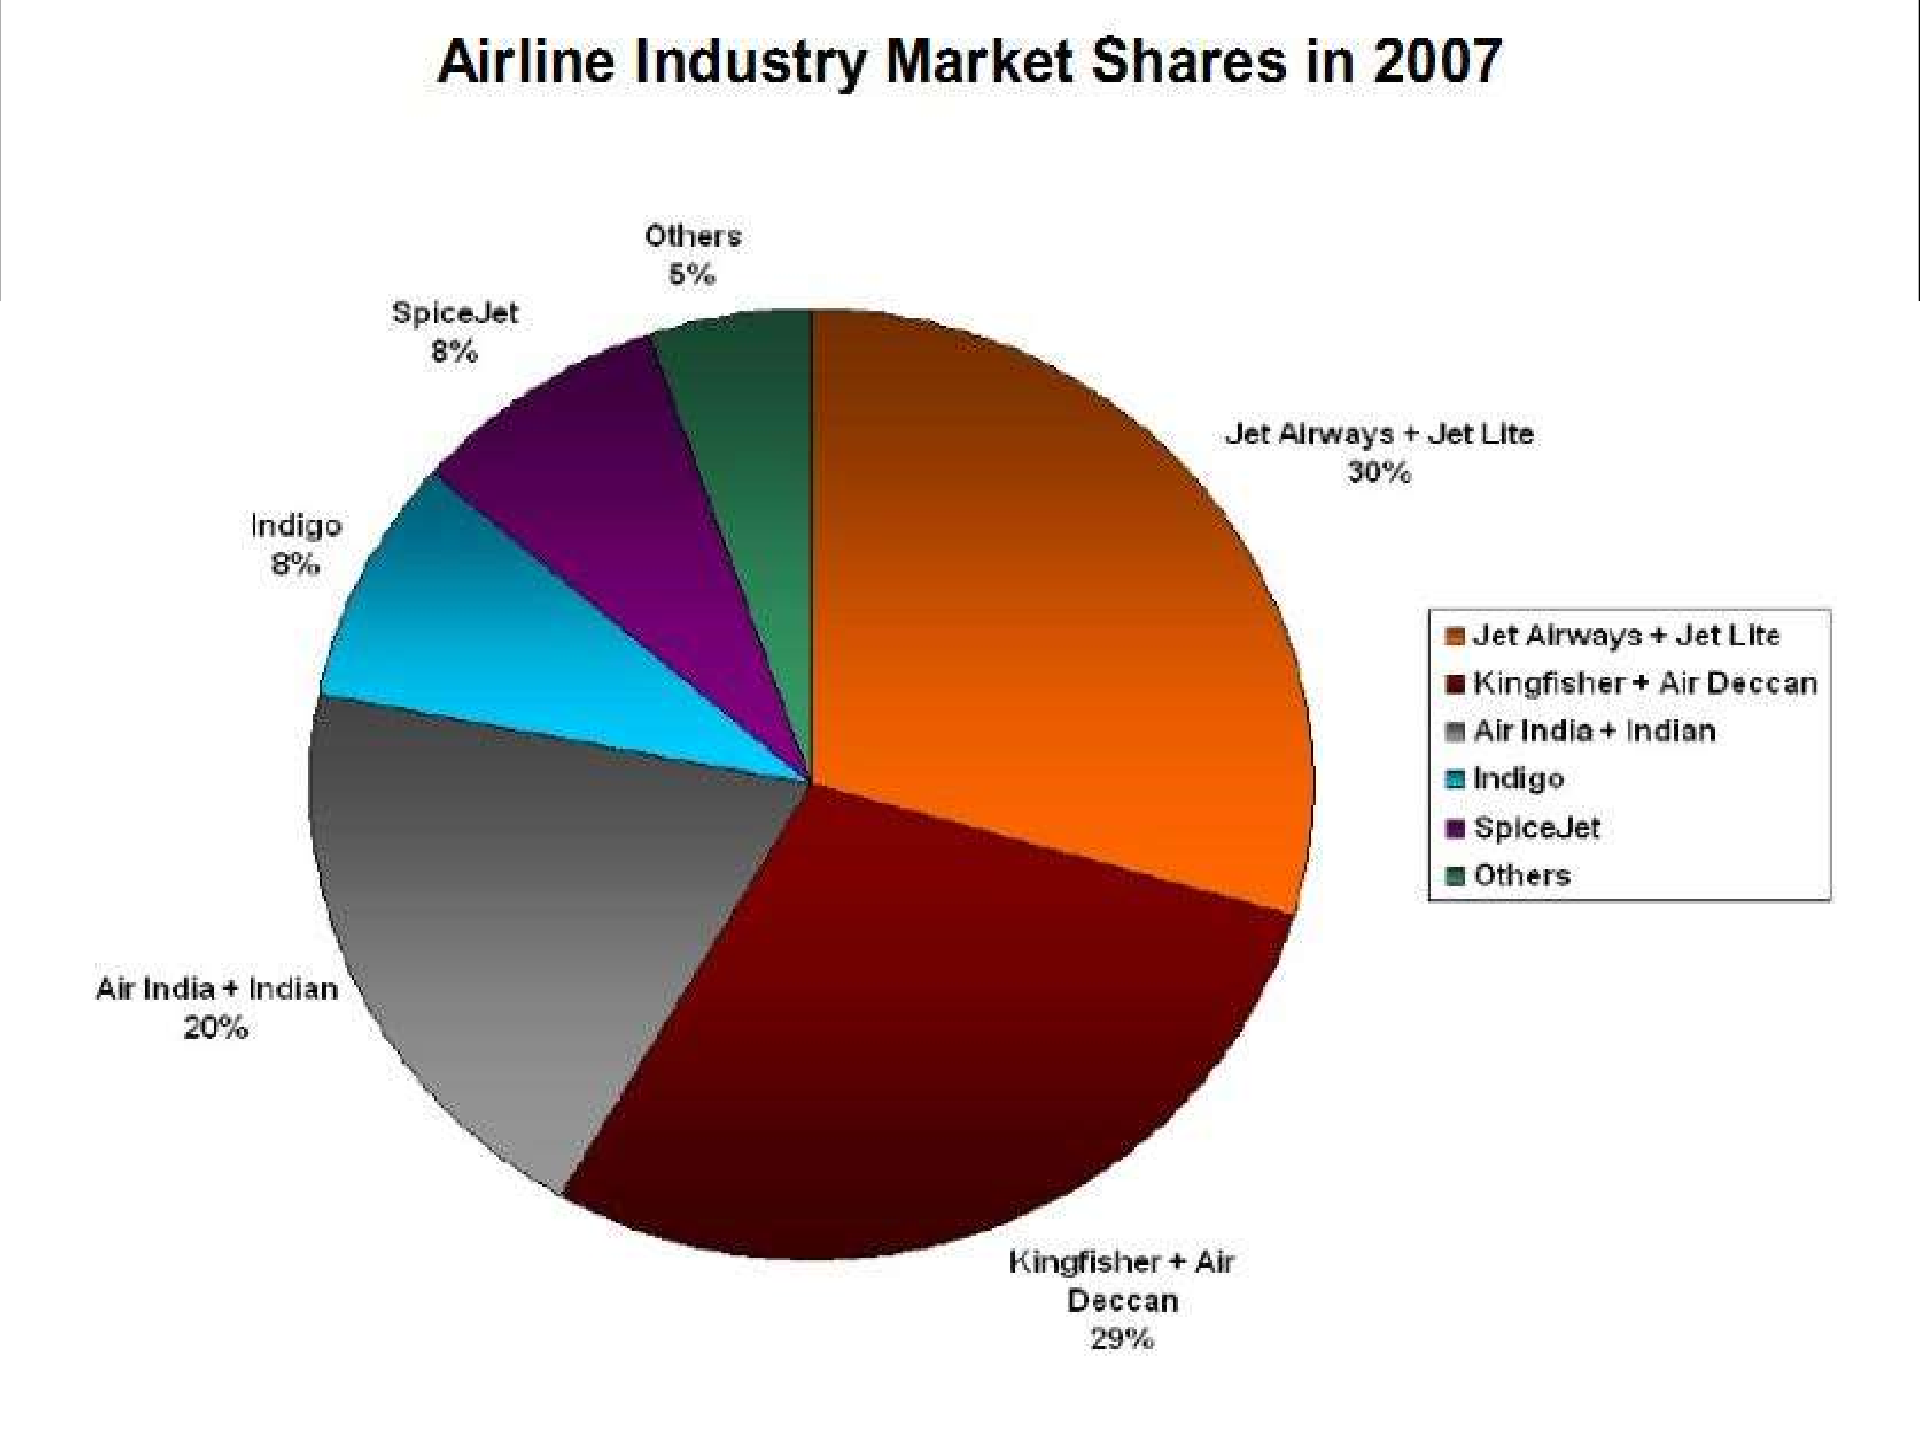 Airline Industry Market Shares in 2007
Others
5%
SpiceJet
8%
Jet Airways + Jet Lite
30%
Indigo
8%
Jet Airways + Jet Lite
Kingfisher + Air Deccan
Air India + Indian
Indigo
SpiceJet
Others
Air India + Indian
20%
Kingfisher + Air
Deccan
29%